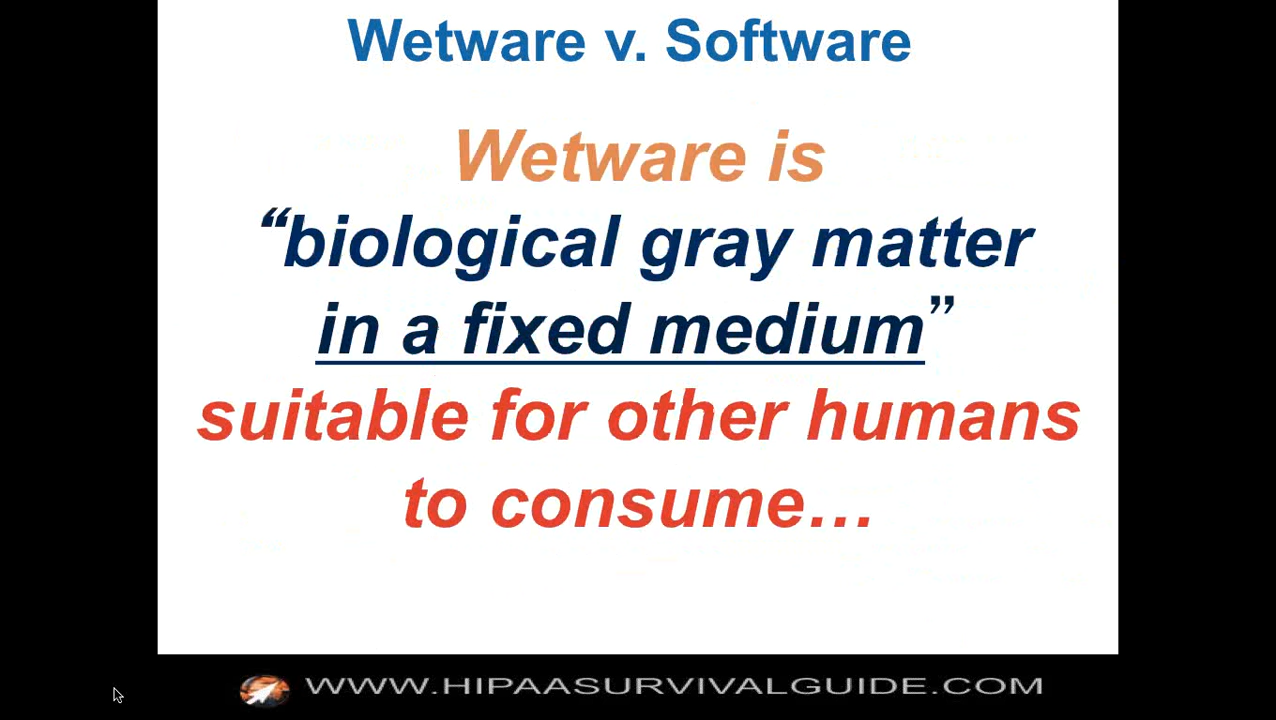 Wetware v. Software
Wetware is
“biological gray matter
in a fixed medium”
suitable for other humans
to consume…
WWW.HIPAASURVIVALGUIDE.COM